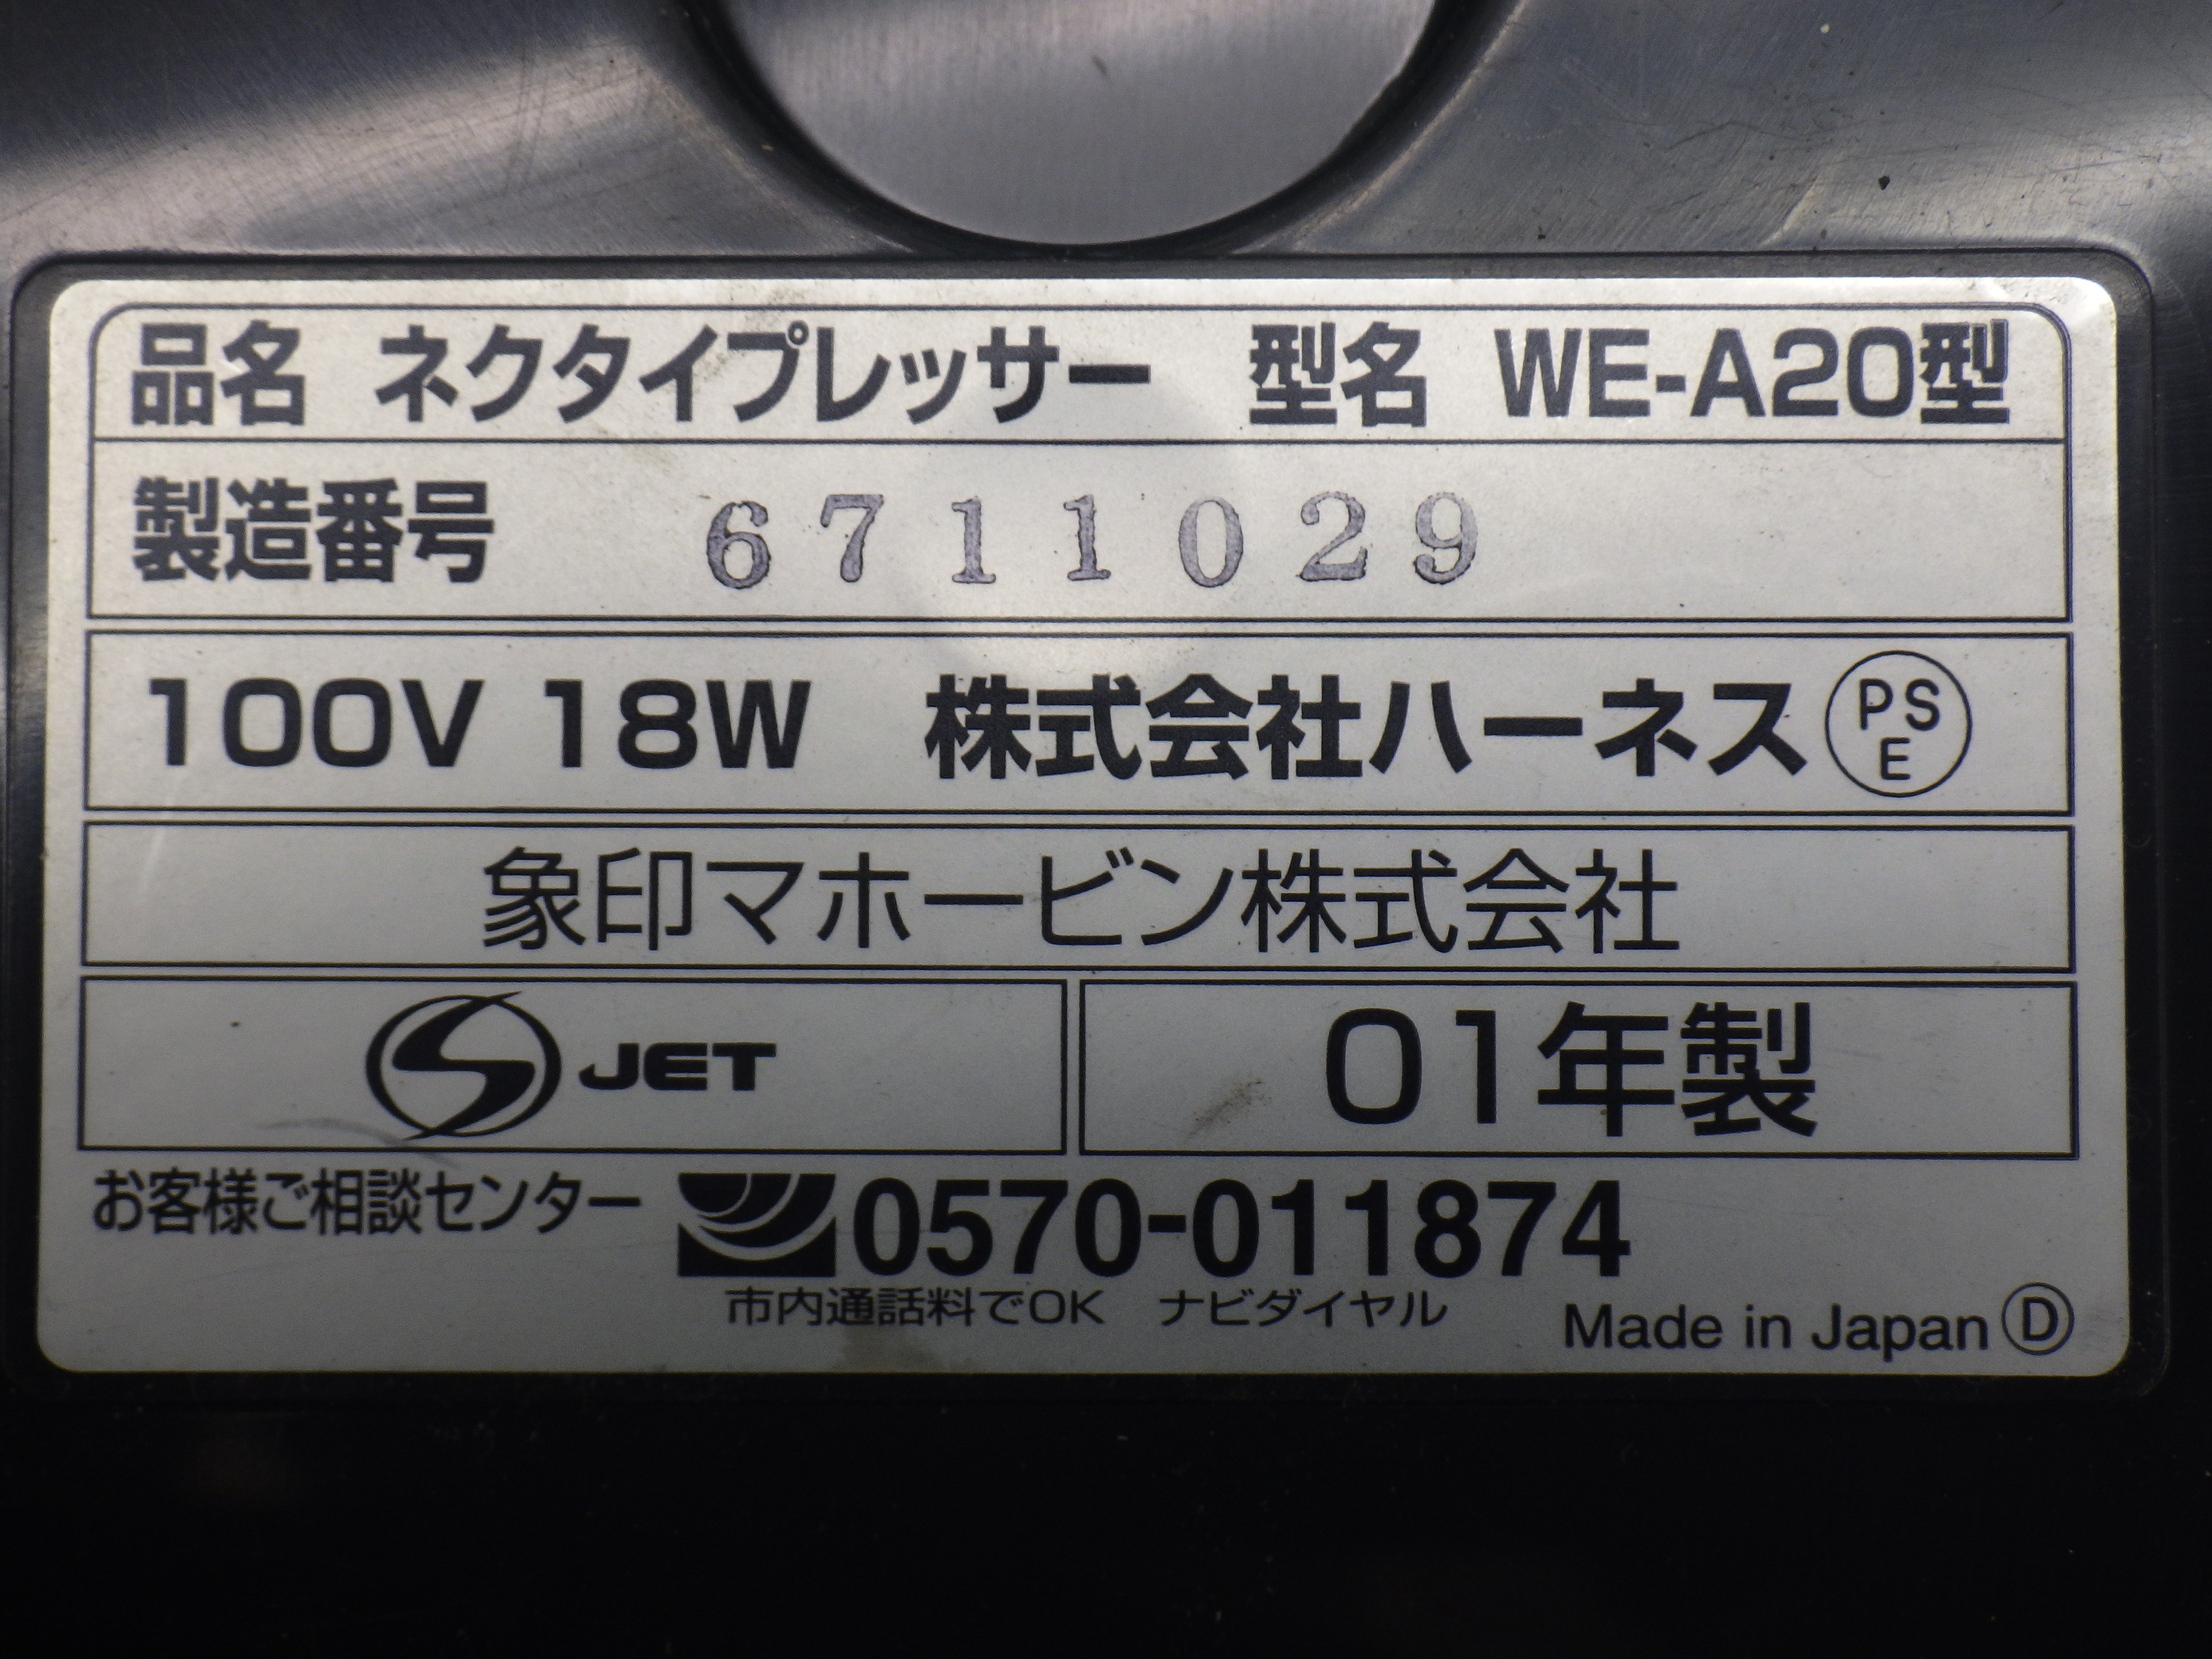 品名 ネクタイプレッサー 型名 WE-A20型
製造番号 6711029
100V 18W 株式会社ハーネス PSE
象印マホービン株式会社
S JET
01年製
お客様ご相談センター 0570-011874
市内通話料でOK ナビダイヤル
Made in Japan Ⓓ